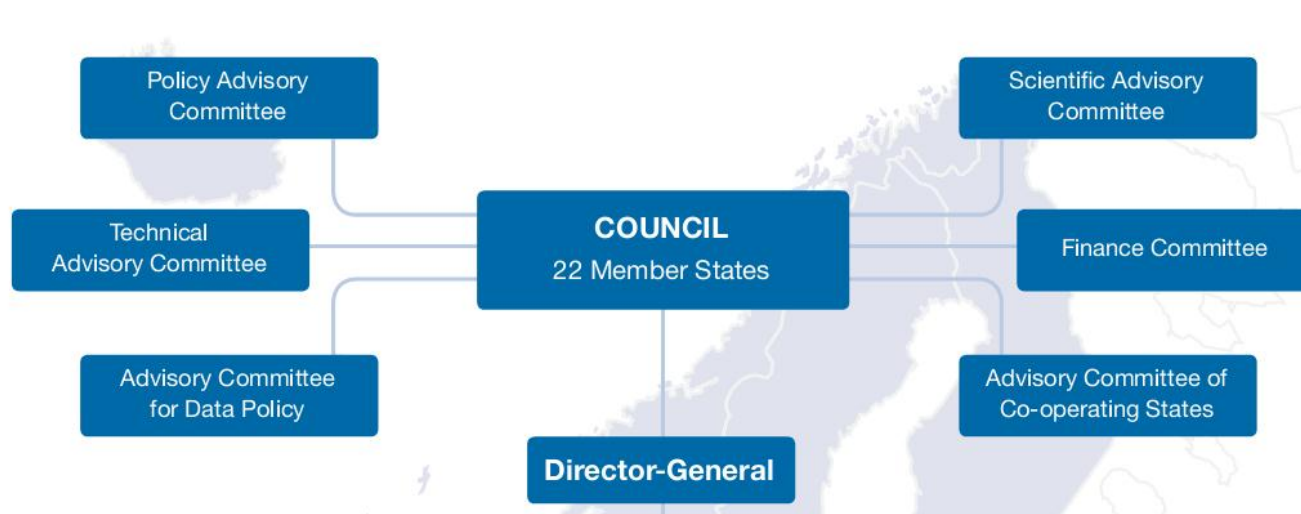 Policy Advisory
Committee
Scientific Advisory
Committee
COUNCIL
22 Member States
Technical
Advisory Committee
Finance Committee
Advisory Committee
for Data Policy
Advisory Committee of
Co-operating States
Director-General